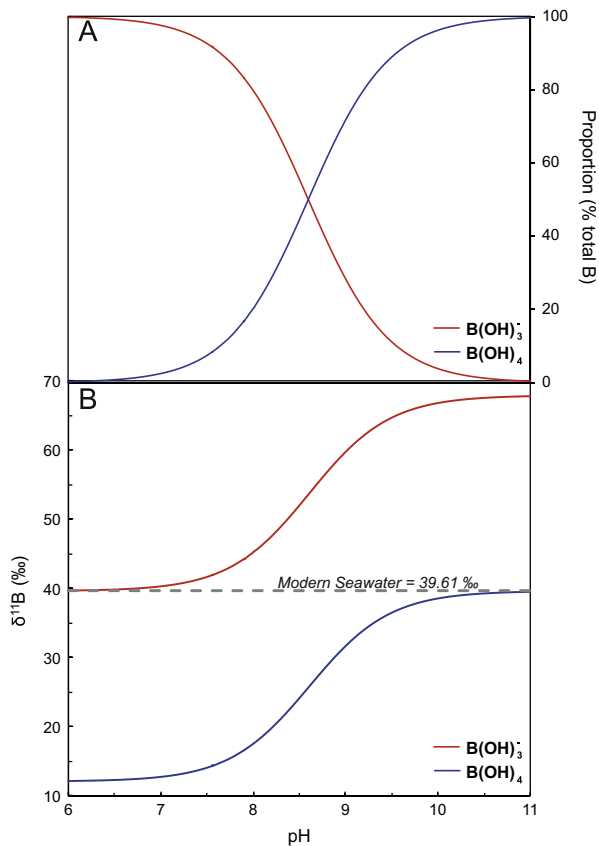 A
100
80
60
40
20
0
Proportion (% total B)
B(OH)₃⁻
B(OH)₄
B
70
60
50
40
30
20
10
δ¹¹B (‰)
Modern Seawater = 39.61 ‰
B(OH)₃⁻
B(OH)₄
6 7 8 9 10 11
pH